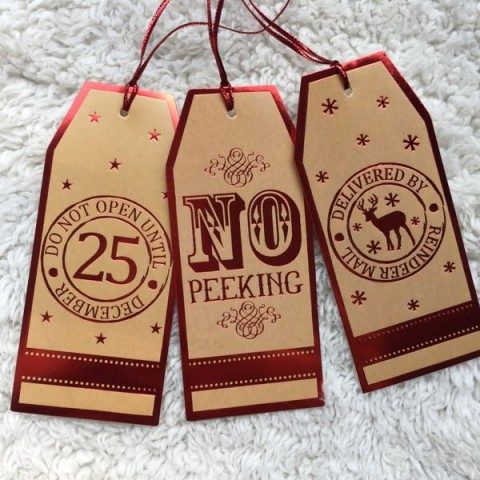 DO NOT OPEN UNTIL
25
DECEMBER
NO
PEEKING
DELIVERED BY
REINDEER MAIL